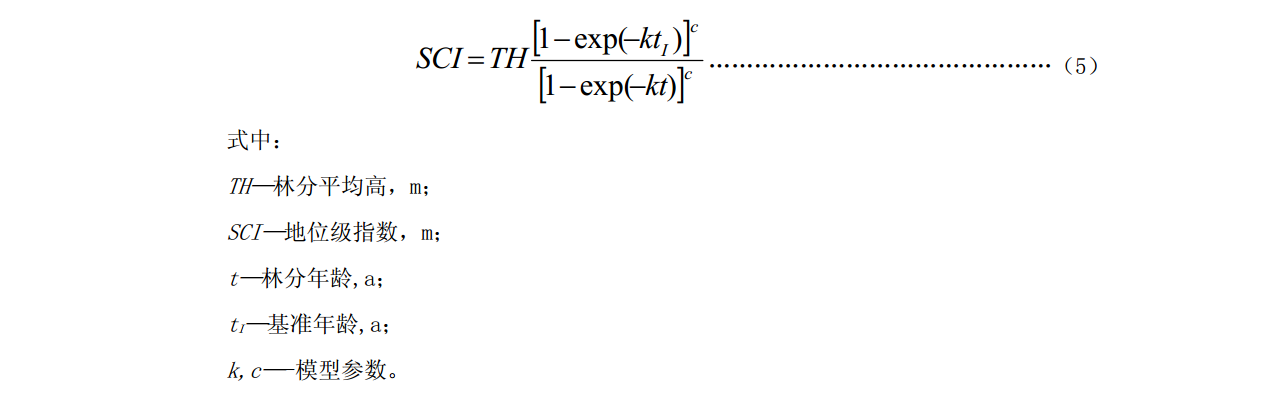 SCI = TH \frac{[1-\exp(-kt_I)]^c}{[1-\exp(-kt)]^c} ………………………………………（5）
式中：
TH—林分平均高，m；
SCI—地位级指数，m；
t—林分年龄,a；
t_I—基准年龄,a；
k,c—-模型参数。